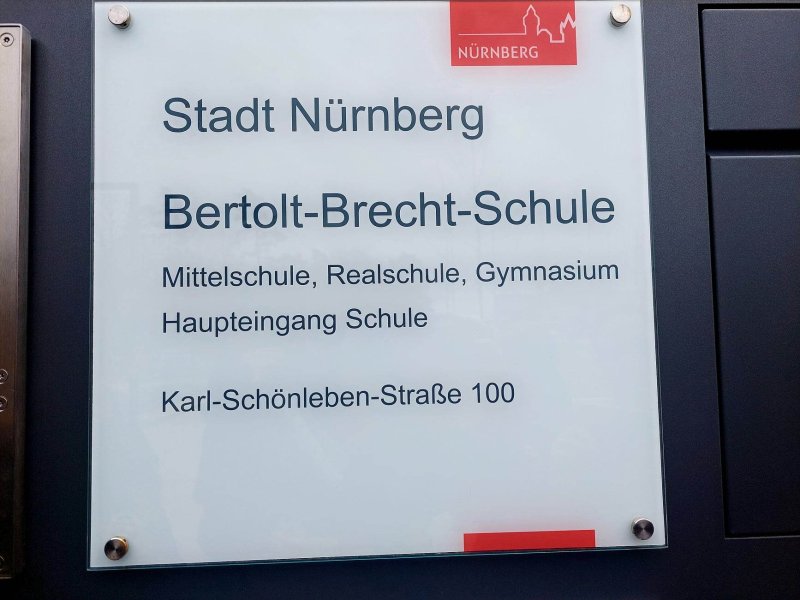 NÜRNBERG
Stadt Nürnberg
Bertolt-Brecht-Schule
Mittelschule, Realschule, Gymnasium
Haupteingang Schule
Karl-Schönleben-Straße 100